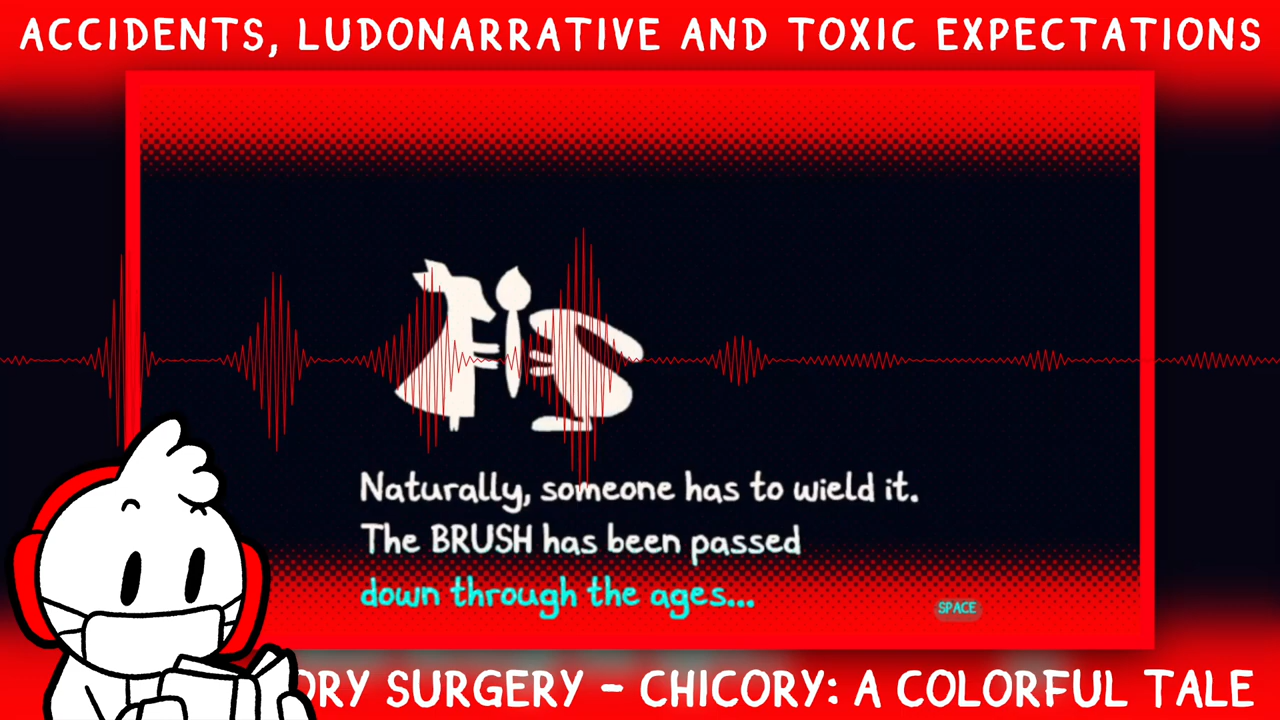 ACCIDENTS, LUDONARRATIVE AND TOXIC EXPECTATIONS
Naturally, someone has to wield it.
The BRUSH has been passed
down through the ages...
SPACE
SURGERY - CHICORY: A COLORFUL TALE